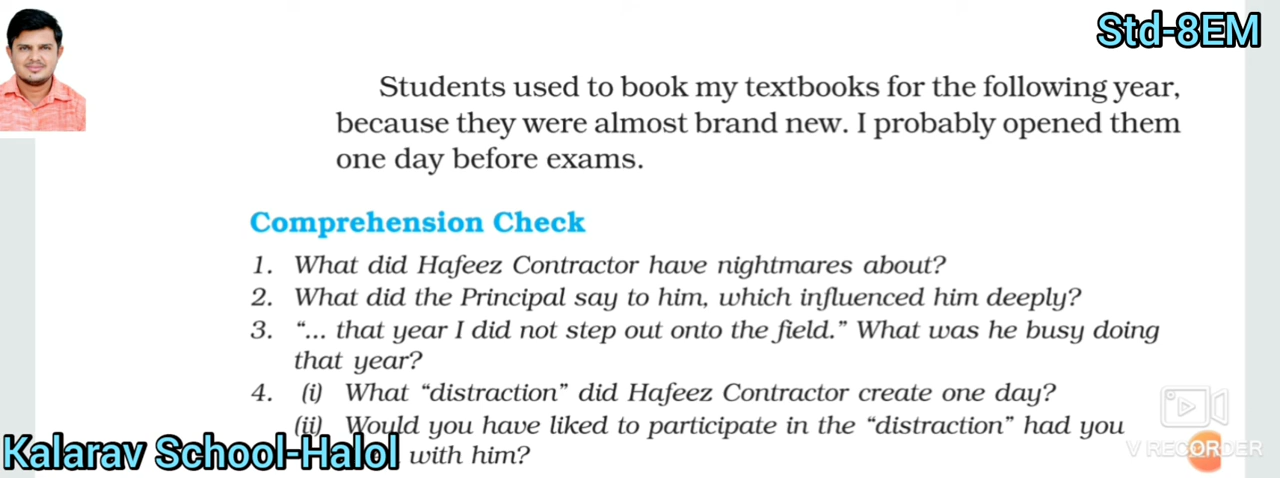 Std-8EM
Students used to book my textbooks for the following year,
because they were almost brand new. I probably opened them
one day before exams.
Comprehension Check
1. What did Hafeez Contractor have nightmares about?
2. What did the Principal say to him, which influenced him deeply?
3. “... that year I did not step out onto the field.” What was he busy doing
that year?
4. (i) What “distraction” did Hafeez Contractor create one day?
(ii) Would you have liked to participate in the “distraction” had you
with him?
Kalarav School-Halol
V RECORDER